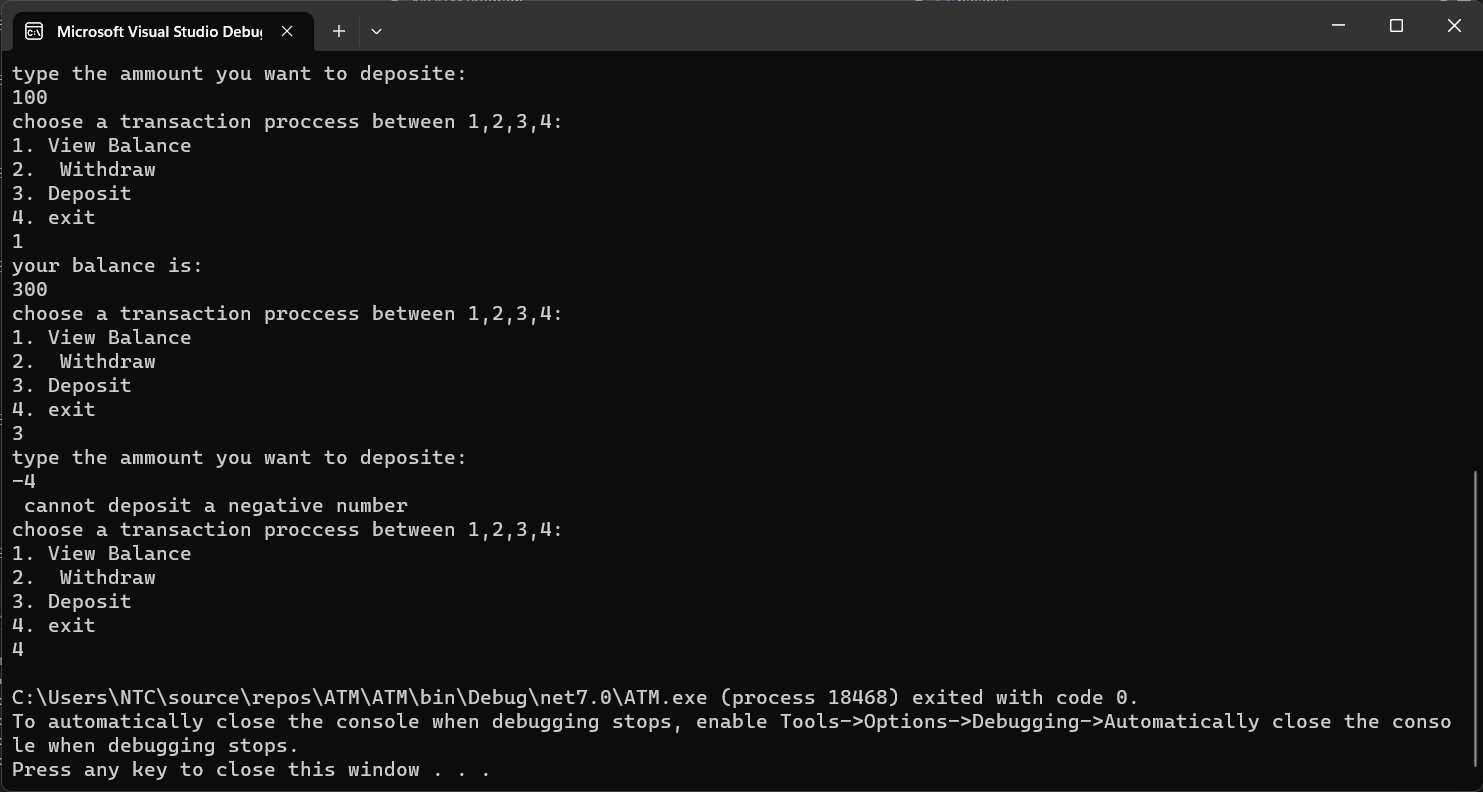 Microsoft Visual Studio Debu
type the ammount you want to deposite:
100
choose a transaction proccess between 1,2,3,4:
1. View Balance
2.  Withdraw
3. Deposit
4. exit
1
your balance is:
300
choose a transaction proccess between 1,2,3,4:
1. View Balance
2.  Withdraw
3. Deposit
4. exit
3
type the ammount you want to deposite:
-4
 cannot deposit a negative number
choose a transaction proccess between 1,2,3,4:
1. View Balance
2.  Withdraw
3. Deposit
4. exit
4
C:\Users\NTC\source\repos\ATM\ATM\bin\Debug\net7.0\ATM.exe (process 18468) exited with code 0.
To automatically close the console when debugging stops, enable Tools->Options->Debugging->Automatically close the conso
le when debugging stops.
Press any key to close this window . . .